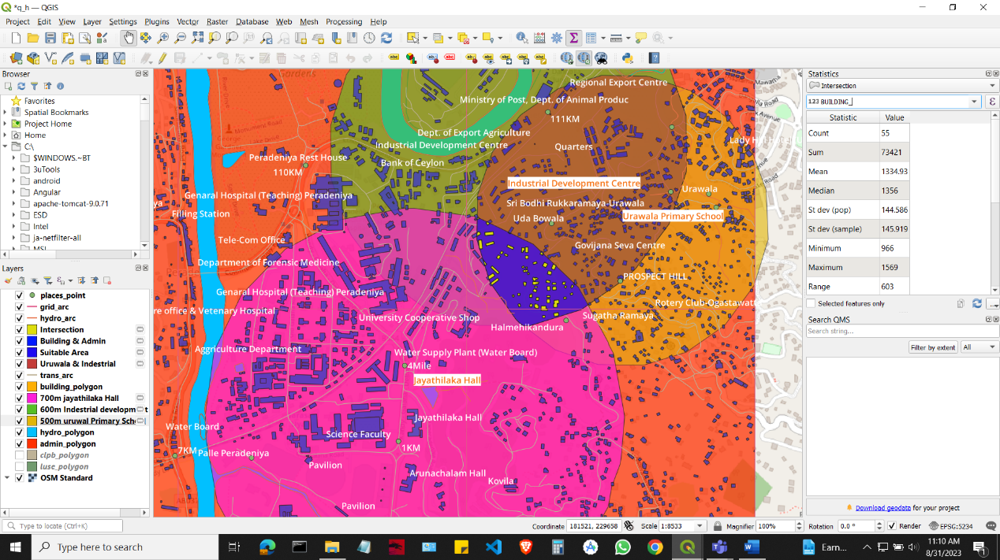 *q_h — QGIS
Project Edit View Layer Settings Plugins Vector Raster Database Web Mesh Processing Help
Browser
Favorites
Spatial Bookmarks
Project Home
Home
C:\
$WINDOWS.~BT
3uTools
android
Angular
apache-tomcat-9.0.71
ESD
Intel
ja-netfilter-all
MSI
Layers
places_point
grid_arc
hydro_arc
Intersection
Building & Admin
Suitable Area
Uruwala & Indestrial
trans_arc
building_polygon
700m jayathilaka Hall
600m Indestrial developm
500m uruwal Primary Sch
hydro_polygon
admin_polygon
clpb_polygon
lusc_polygon
OSM Standard
Gardens
Regional Export Centre
Ministry of Post, Dept. of Animal Produc
111KM
Dept. of Export Agriculture
Industrial Development Centre
Quarters
Lady Hill Hotel
Peradeniya Rest House
Bank of Ceylon
110KM
Industrial Development Centre
Urawala
Genaral Hospital (Teaching) Peradeniya
Sri Bodhi Rukkaramaya-Urawala
Filling Station
Uda Bowala
Urawala Primary School
Tele-Com Office
Govijana Seva Centre
Department of Forensic Medicine
PROSPECT HILL
Genaral Hospital (Teaching) Peradeniya
Rotery Club-Ogastawatt
re office & Vetenary Hospital
University Cooperative Shop
Sugatha Ramaya
Halmehikandura
Aggriculture Department
Water Supply Plant (Water Board)
4Mile
Jayathilaka Hall
Jayathilaka Hall
Water Board
Science Faculty
7KM
Palle Peradeniya
1KM
Pavilion
Arunachalam Hall
Kovila
Pavilion
Statistics
Intersection
123 BUILDING_
Statistic Value
Count 55
Sum 73421
Mean 1334.93
Median 1356
St dev (pop) 144.586
St dev (sample) 145.919
Minimum 966
Maximum 1569
Range 603
Selected features only
Search QMS
Search string...
Filter by extent All
Download geodata for your project
Type to locate (Ctrl+K)
Coordinate 181521, 229658 Scale 1:8533 Magnifier 100% Rotation 0.0 ° Render EPSG:5234
Type here to search
Earn...
11:10 AM
8/31/2023